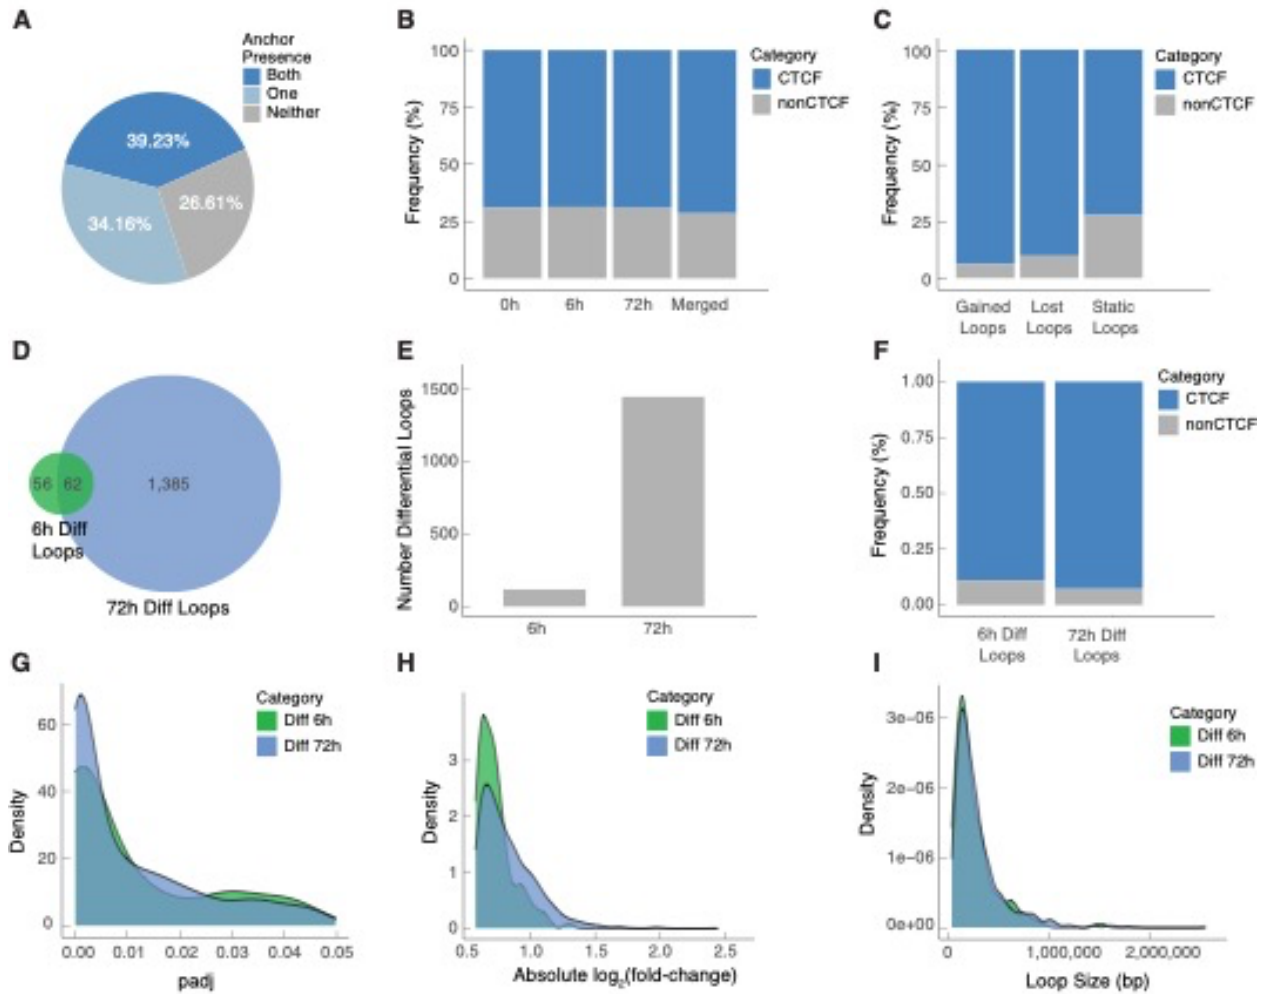 A
Anchor
Presence
Both
One
Neither
39.23%
34.16%
26.61%
B
Category
CTCF
nonCTCF
Frequency (%)
100
75
50
25
0
0h 6h 72h Merged
C
Category
CTCF
nonCTCF
Frequency (%)
100
75
50
25
0
Gained Lost Static
Loops Loops Loops
D
56 62 1,385
6h Diff
Loops
72h Diff Loops
E
Number Differential Loops
1500
1000
500
0
6h 72h
F
Category
CTCF
nonCTCF
Frequency (%)
1.00
0.75
0.50
0.25
0.00
6h Diff 72h Diff
Loops Loops
G
Category
Diff 6h
Diff 72h
Density
60
40
20
0
0.00 0.01 0.02 0.03 0.04 0.05
padj
H
Category
Diff 6h
Diff 72h
Density
3
2
1
0
0.5 1.0 1.5 2.0 2.5
Absolute log₂(fold-change)
I
Category
Diff 6h
Diff 72h
Density
3e−06
2e−06
1e−06
0e+00
0 1,000,000 2,000,000
Loop Size (bp)